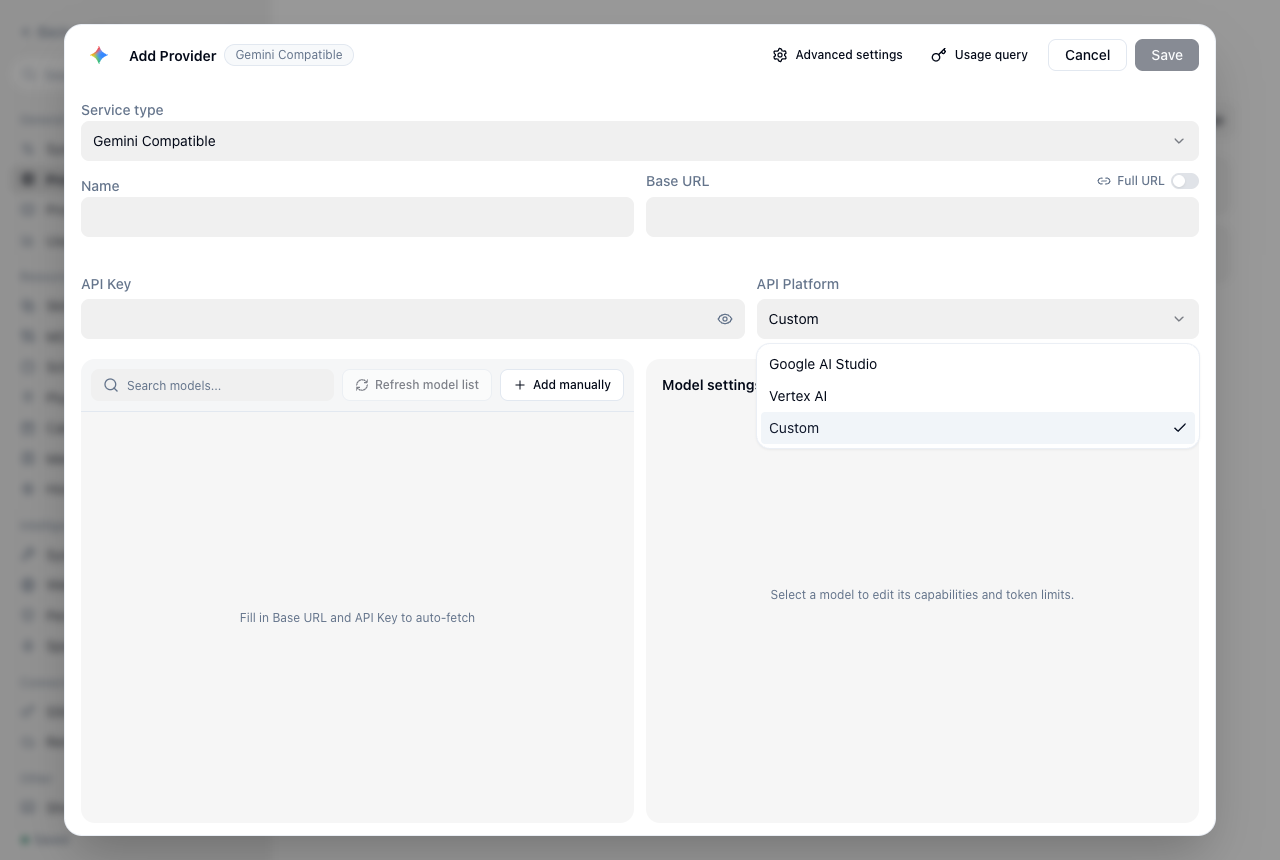 Add Provider
Gemini Compatible
Advanced settings
Usage query
Cancel
Save
Service type
Gemini Compatible
Name
Base URL
Full URL
API Key
API Platform
Custom
Google AI Studio
Vertex AI
Custom
Search models...
Refresh model list
Add manually
Model settings
Fill in Base URL and API Key to auto-fetch
Select a model to edit its capabilities and token limits.